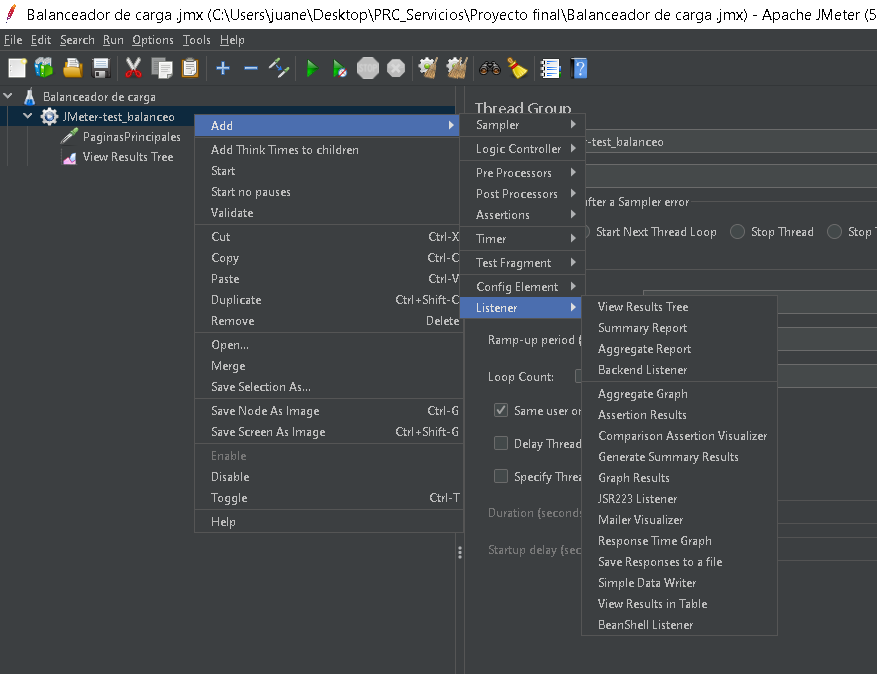 Balanceador de carga .jmx (C:\Users\juane\Desktop\PRC_Servicios\Proyecto final\Balanceador de carga .jmx) - Apache JMeter (5
File Edit Search Run Options Tools Help
STOP
Balanceador de carga
JMeter-test_balanceo
PaginasPrincipales
View Results Tree
Add
Add Think Times to children
Start
Start no pauses
Validate
Cut Ctrl-X
Copy Ctrl-C
Paste Ctrl-V
Duplicate Ctrl+Shift-C
Remove Delete
Open...
Merge
Save Selection As...
Save Node As Image Ctrl-G
Save Screen As Image Ctrl+Shift-G
Enable
Disable
Toggle Ctrl-T
Help
Thread Group
Sampler
Logic Controller
Pre Processors
Post Processors
Assertions
Timer
Test Fragment
Config Element
Listener
-test_balanceo
after a Sampler error
Start Next Thread Loop Stop Thread Stop
View Results Tree
Summary Report
Aggregate Report
Backend Listener
Aggregate Graph
Assertion Results
Comparison Assertion Visualizer
Generate Summary Results
Graph Results
JSR223 Listener
Mailer Visualizer
Response Time Graph
Save Responses to a file
Simple Data Writer
View Results in Table
BeanShell Listener
Ramp-up period (
Loop Count:
Same user or
Delay Thread
Specify Threa
Duration (seconds
Startup delay (sec